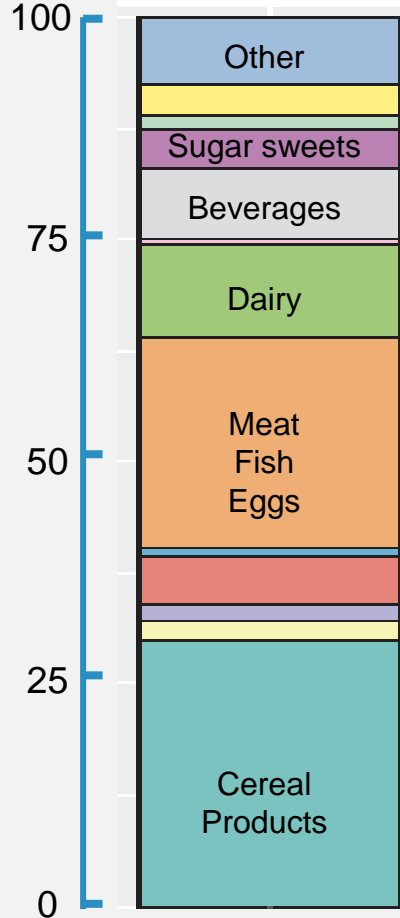 100
Other
Sugar sweets
Beverages
75
Dairy
Meat
Fish
50
Eggs
25
Cereal
Products
0